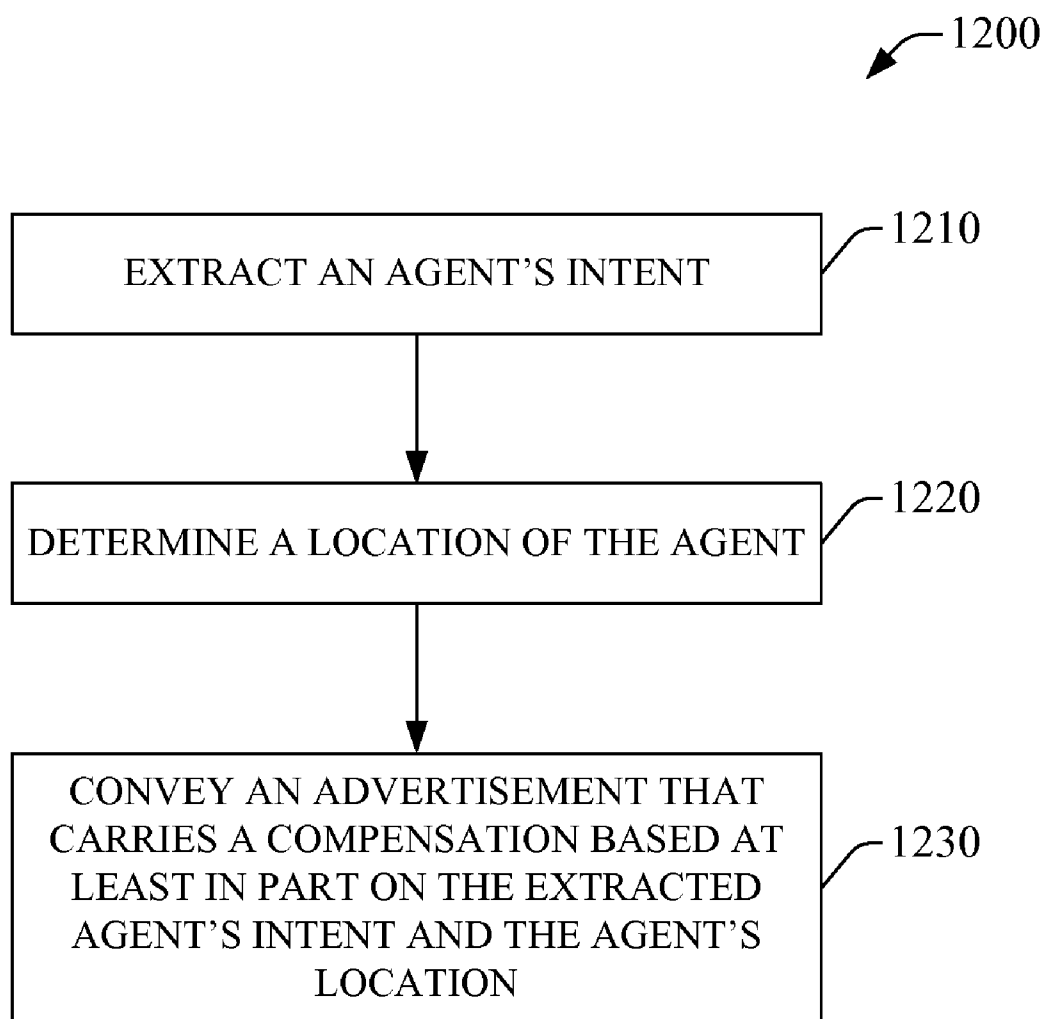 1200
EXTRACT AN AGENT’S INTENT
1210
DETERMINE A LOCATION OF THE AGENT
1220
CONVEY AN ADVERTISEMENT THAT
CARRIES A COMPENSATION BASED AT
LEAST IN PART ON THE EXTRACTED
AGENT’S INTENT AND THE AGENT’S
LOCATION
1230